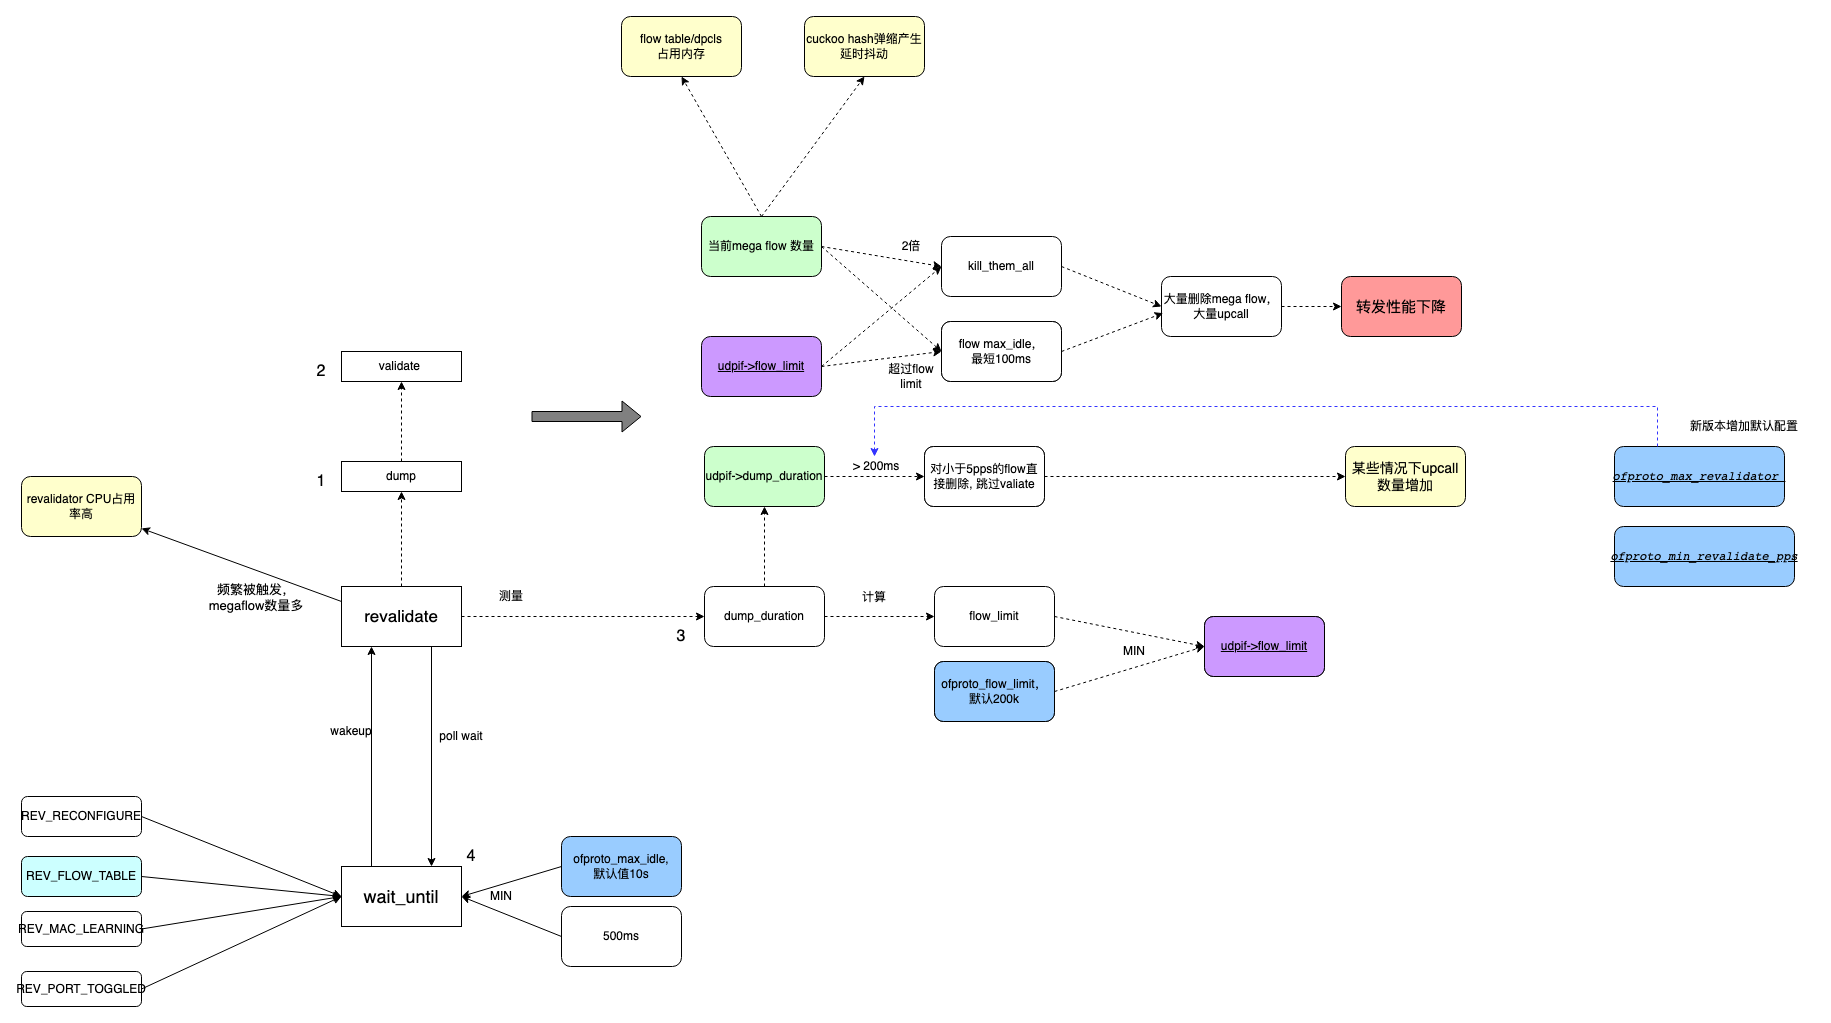 flow table/dpcls
占用内存
cuckoo hash弹缩产生
延时抖动
当前mega flow 数量
2倍
kill_them_all
大量删除mega flow，
大量upcall
转发性能下降
udpif->flow_limit
超过flow
limit
flow max_idle，
最短100ms
2
validate
1
dump
revalidator CPU占用
率高
频繁被触发，
megaflow数量多
revalidate
测量
udpif->dump_duration
> 200ms
对小于5pps的flow直
接删除, 跳过valiate
某些情况下upcall
数量增加
新版本增加默认配置
ofproto_max_revalidator
ofproto_min_revalidate_pps
3
dump_duration
计算
flow_limit
ofproto_flow_limit，
默认200k
MIN
udpif->flow_limit
wakeup
poll wait
REV_RECONFIGURE
REV_FLOW_TABLE
REV_MAC_LEARNING
REV_PORT_TOGGLED
4
wait_until
MIN
ofproto_max_idle,
默认值10s
500ms